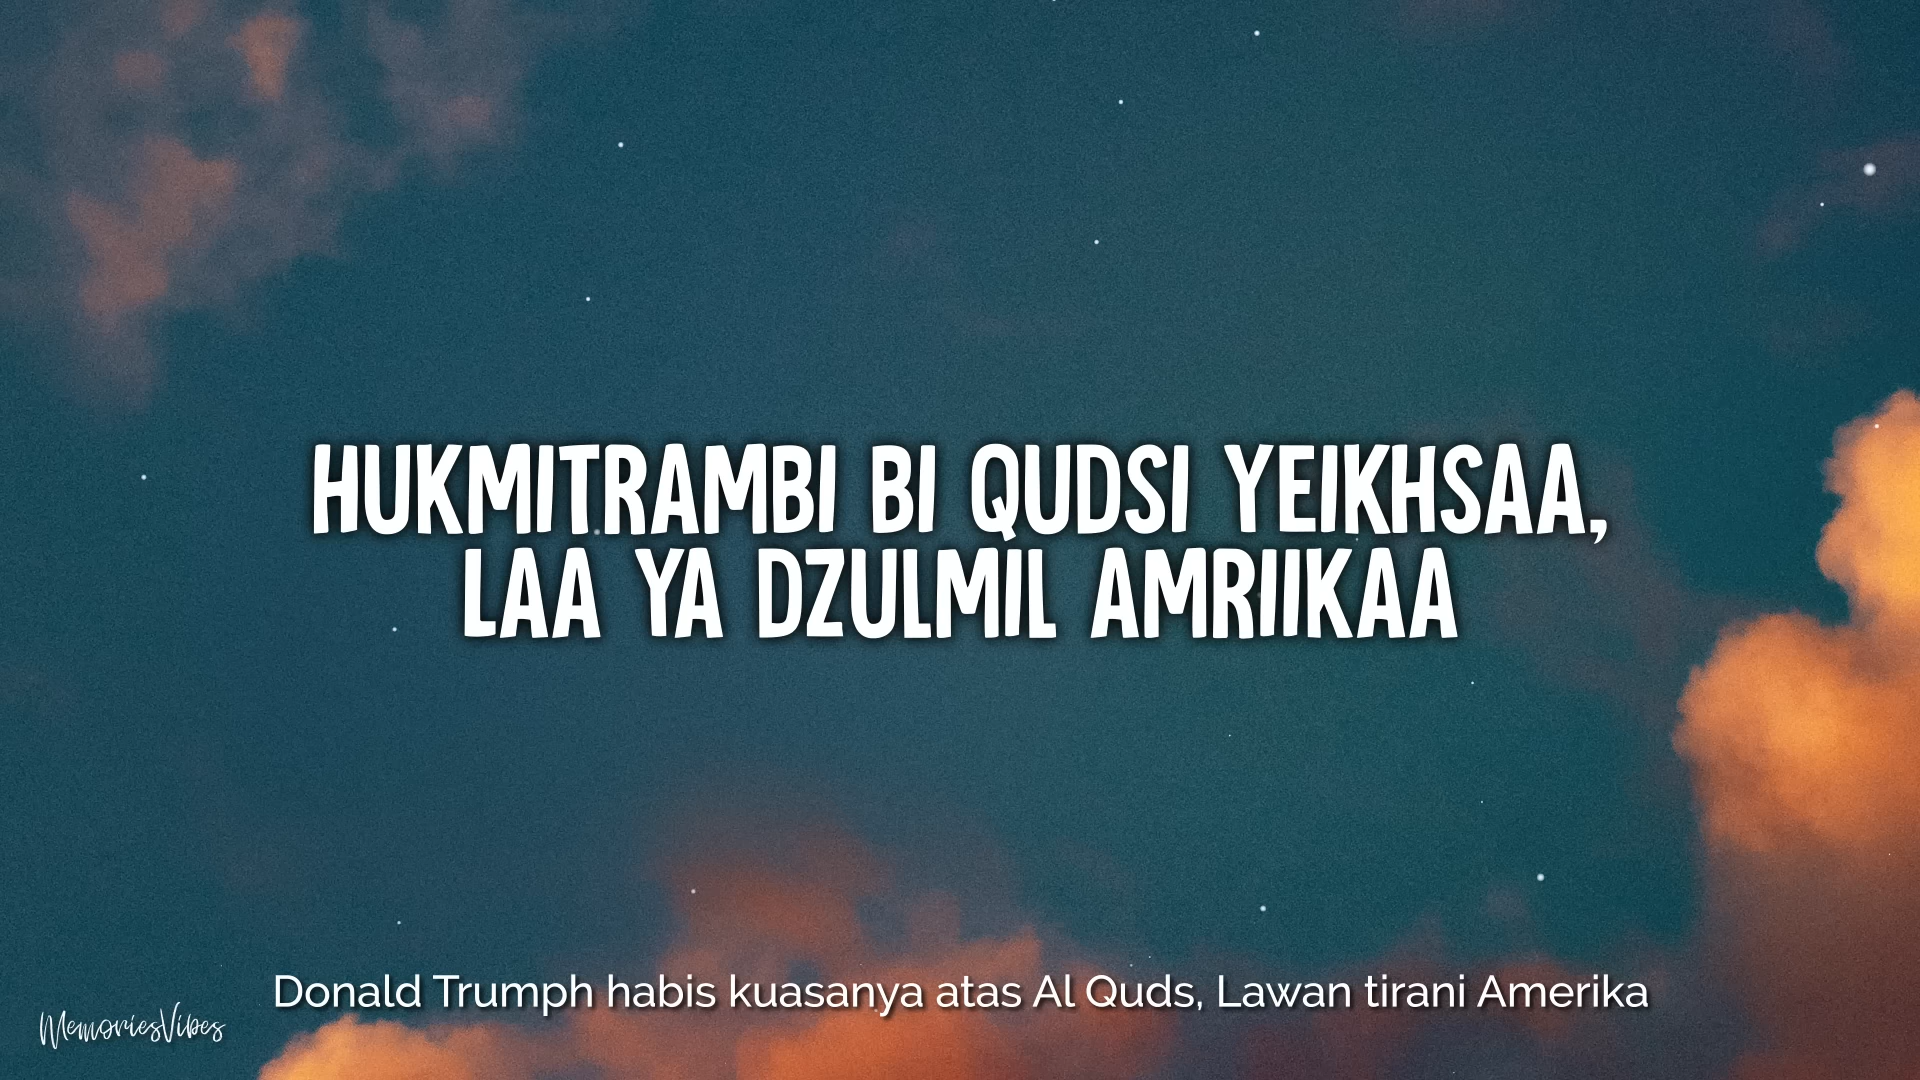 HUKMITRAMBI BI QUDSI YEIKHSAA,
LAA YA DZULMIL AMRIIKAA
Donald Trumph habis kuasanya atas Al Quds, Lawan tirani Amerika
MemoriesVibes